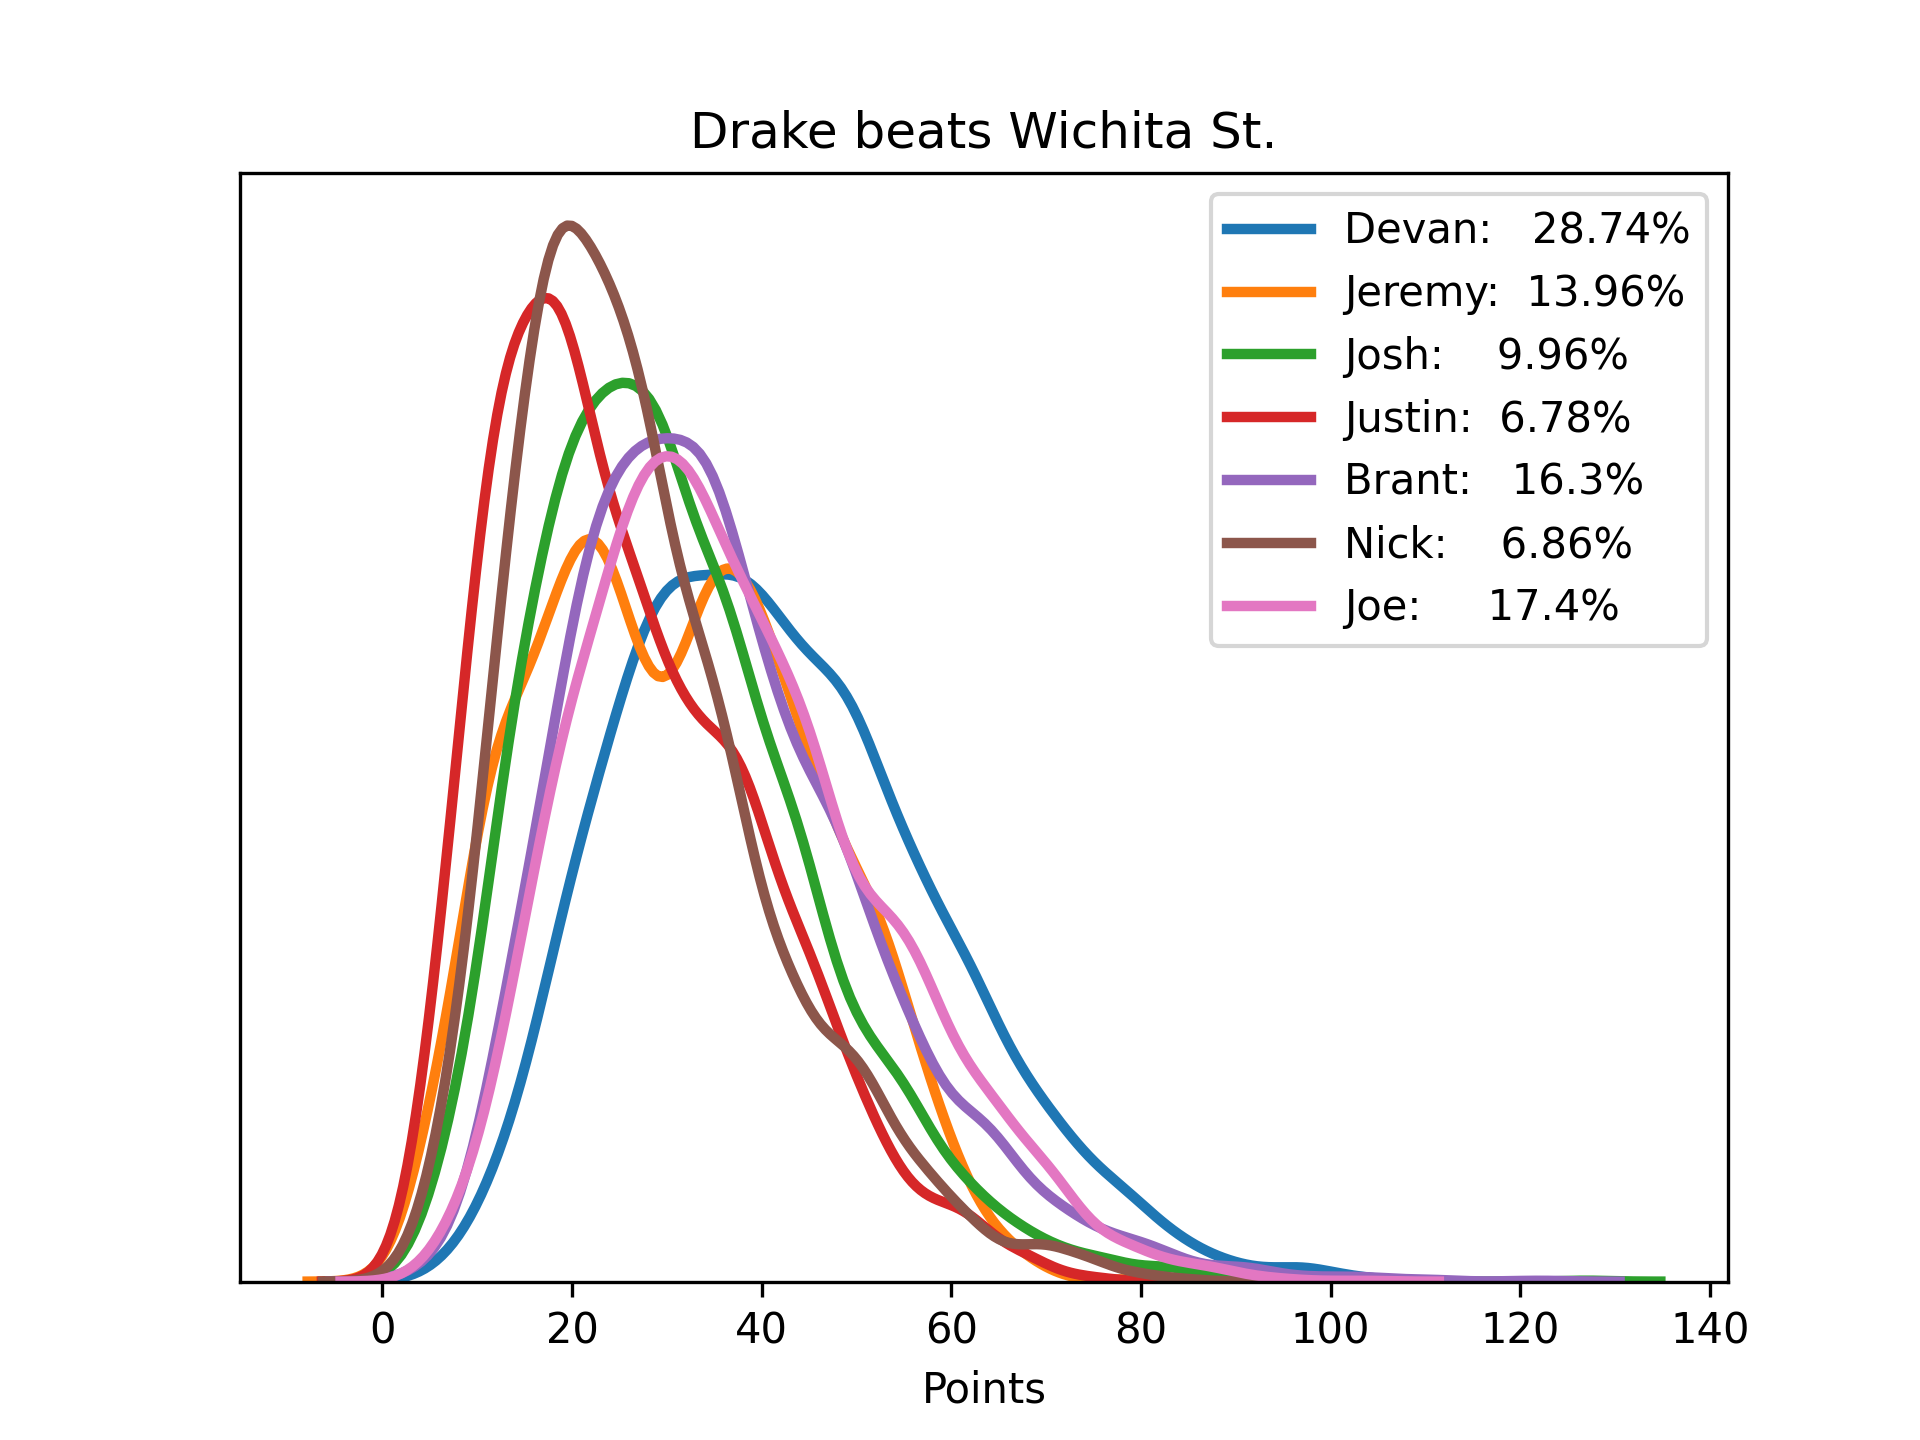 Drake beats Wichita St.
Devan: 28.74%
Jeremy: 13.96%
Josh: 9.96%
Justin: 6.78%
Brant: 16.3%
Nick: 6.86%
Joe: 17.4%
0 20 40 60 80 100 120 140
Points